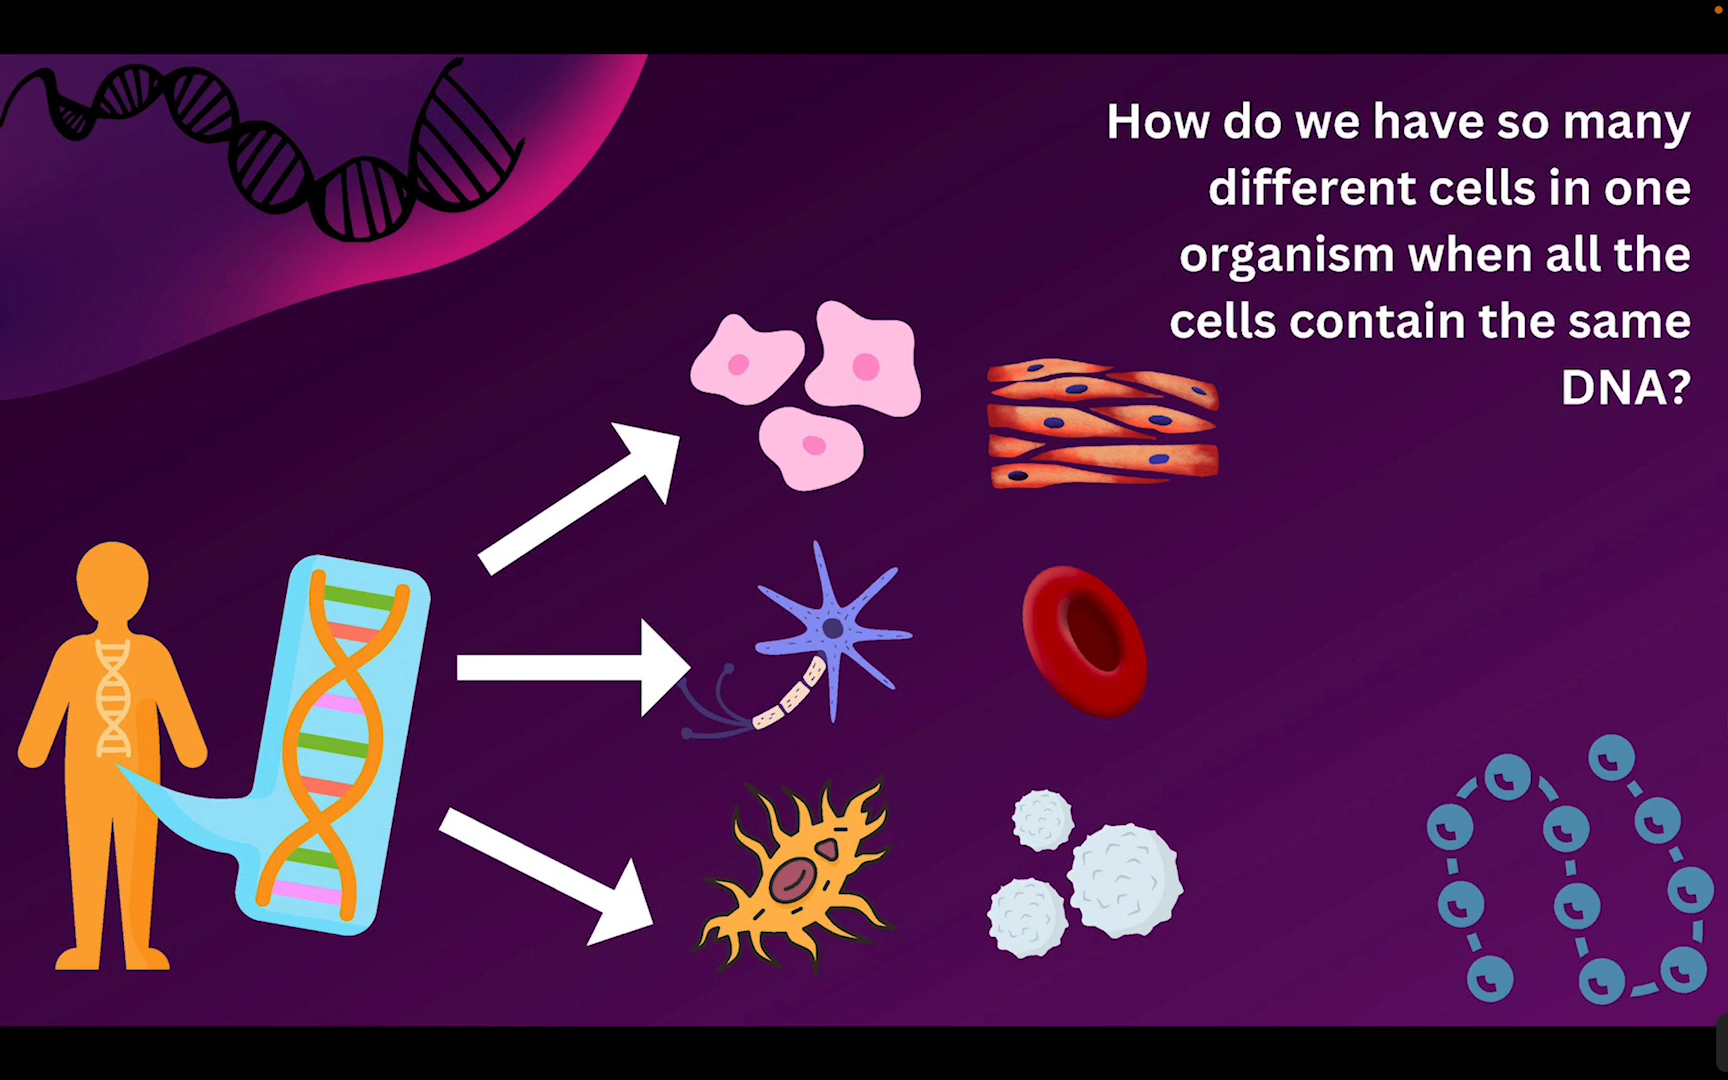 How do we have so many
different cells in one
organism when all the
cells contain the same
DNA?